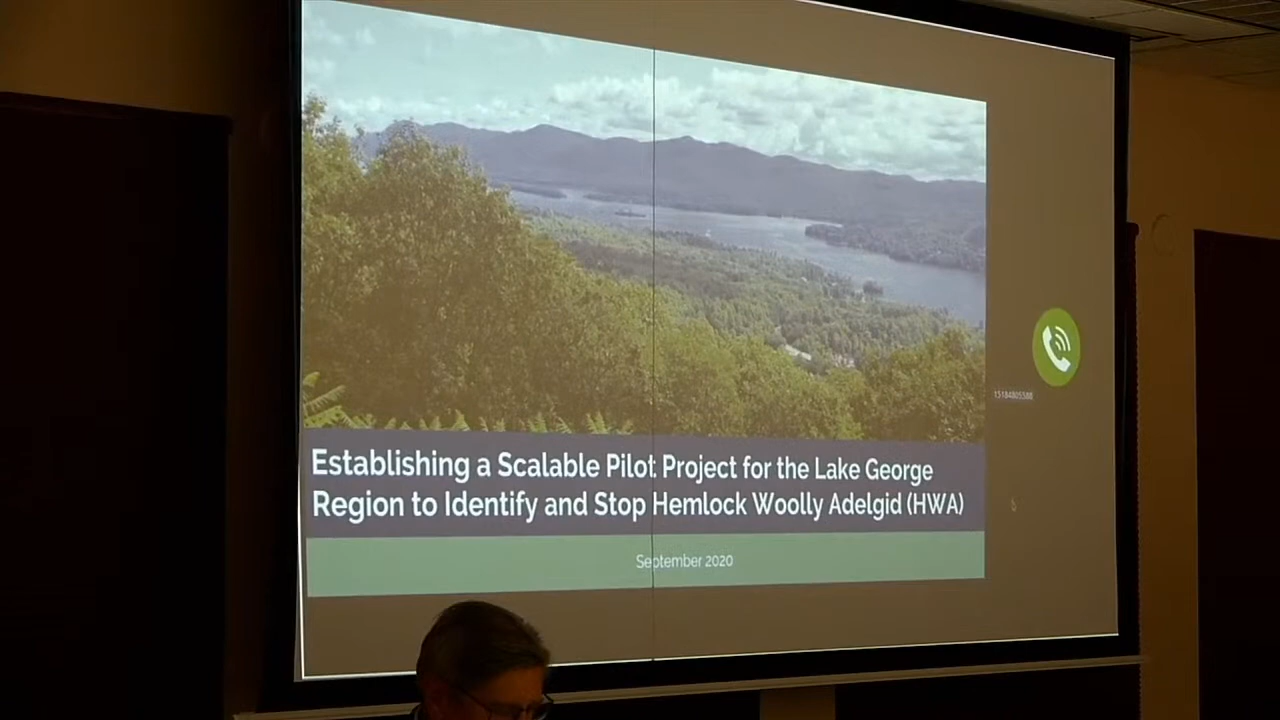 Establishing a Scalable Pilot Project for the Lake George
Region to Identify and Stop Hemlock Woolly Adelgid (HWA)
September 2020
15184805588